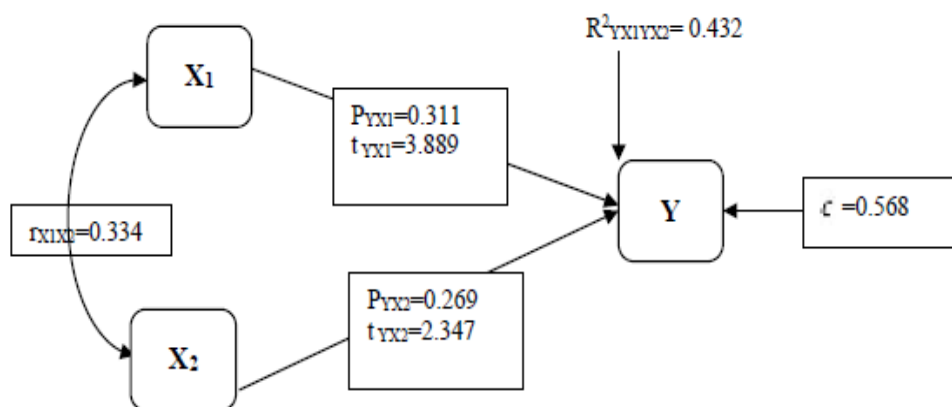 R²YX1YX2= 0.432
X1
PYX1=0.311
tYX1=3.889
Y
=0.568
rX1X2=0.334
PYX2=0.269
tYX2=2.347
X2